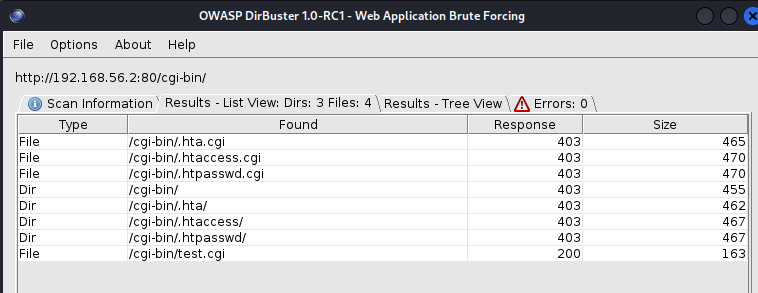 OWASP DirBuster 1.0-RC1 - Web Application Brute Forcing
File Options About Help
http://192.168.56.2:80/cgi-bin/
Scan Information Results - List View: Dirs: 3 Files: 4 Results - Tree View Errors: 0
Type Found Response Size
File /cgi-bin/.hta.cgi 403 465
File /cgi-bin/.htaccess.cgi 403 470
File /cgi-bin/.htpasswd.cgi 403 470
Dir /cgi-bin/ 403 455
Dir /cgi-bin/.hta/ 403 462
Dir /cgi-bin/.htaccess/ 403 467
Dir /cgi-bin/.htpasswd/ 403 467
File /cgi-bin/test.cgi 200 163